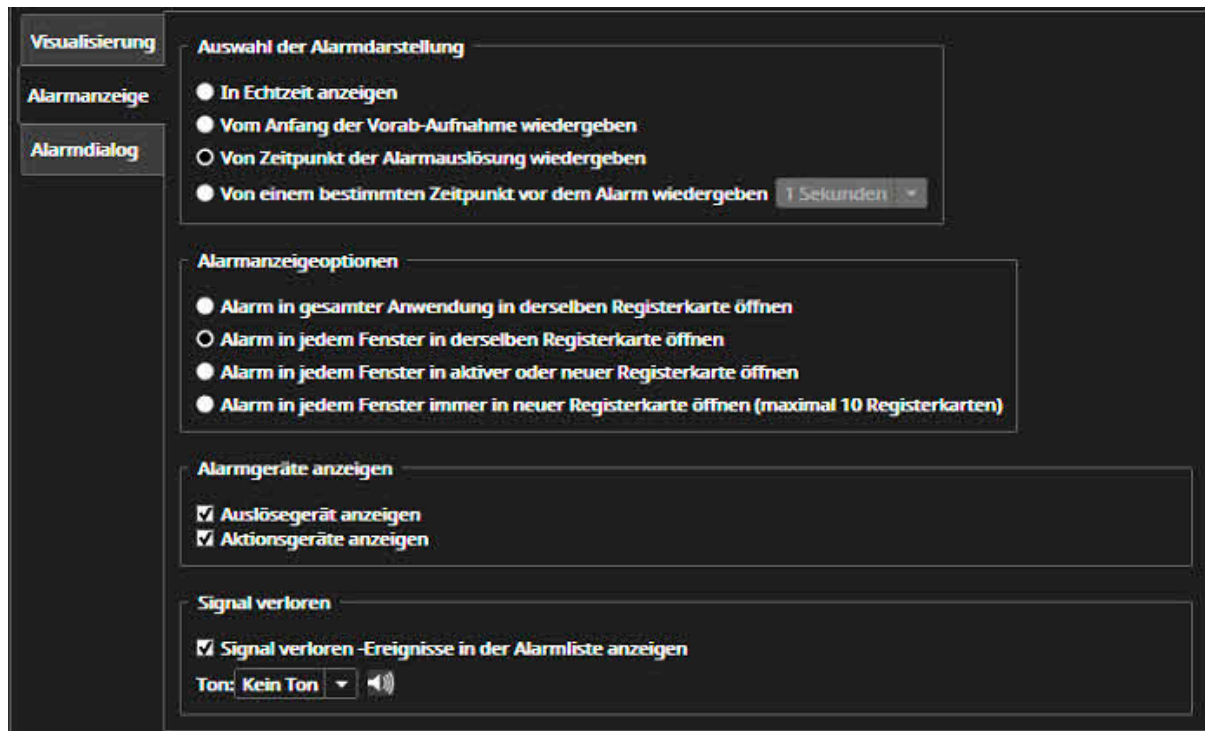 Visualisierung
Alarmanzeige
Alarmdialog
Auswahl der Alarmdarstellung
In Echtzeit anzeigen
Vom Anfang der Vorab-Aufnahme wiedergeben
Von Zeitpunkt der Alarmauslösung wiedergeben
Von einem bestimmten Zeitpunkt vor dem Alarm wiedergeben 1 Sekunden
Alarmanzeigeoptionen
Alarm in gesamter Anwendung in derselben Registerkarte öffnen
Alarm in jedem Fenster in derselben Registerkarte öffnen
Alarm in jedem Fenster in aktiver oder neuer Registerkarte öffnen
Alarm in jedem Fenster immer in neuer Registerkarte öffnen (maximal 10 Registerkarten)
Alarmgeräte anzeigen
Auslösegerät anzeigen
Aktionsgeräte anzeigen
Signal verloren
Signal verloren -Ereignisse in der Alarmliste anzeigen
Ton: Kein Ton